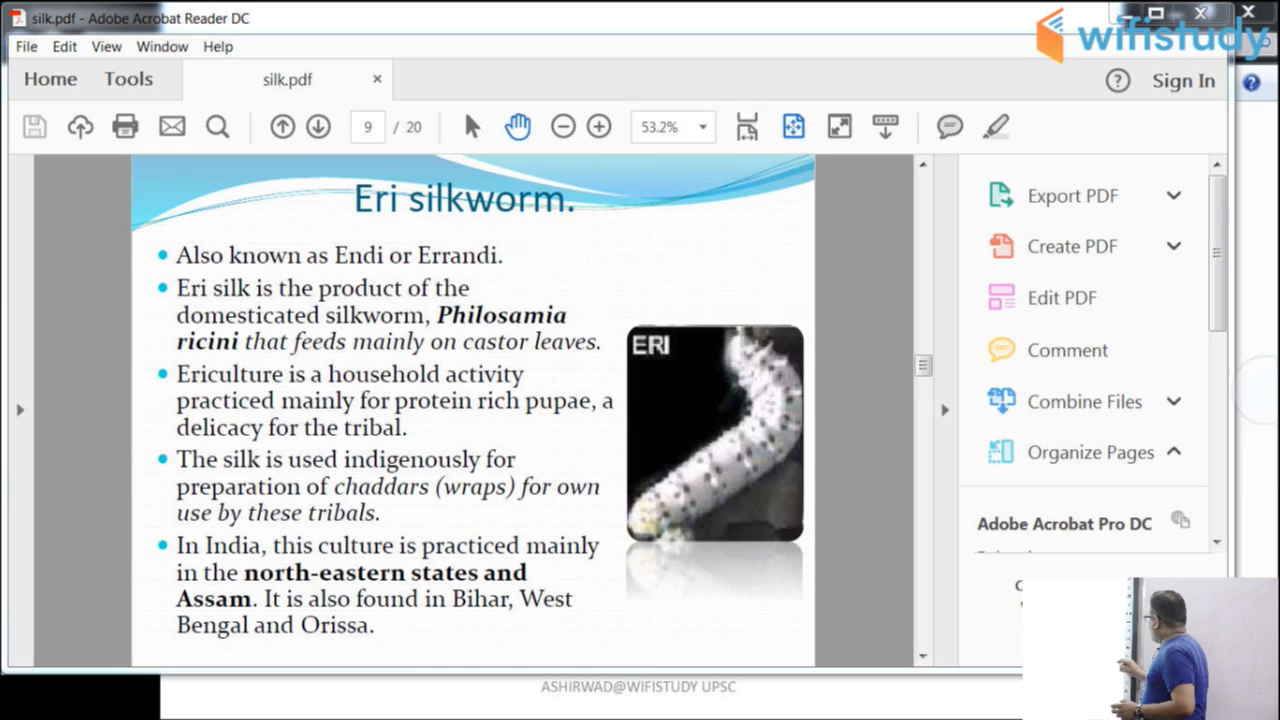 silk.pdf - Adobe Acrobat Reader DC
wifistudy
File Edit View Window Help
Home Tools silk.pdf × ? Sign In
9 / 20 53.2%
Eri silkworm.
• Also known as Endi or Errandi.
• Eri silk is the product of the
domesticated silkworm, Philosamia
ricini that feeds mainly on castor leaves.
• Ericulture is a household activity
practiced mainly for protein rich pupae, a
delicacy for the tribal.
• The silk is used indigenously for
preparation of chaddars (wraps) for own
use by these tribals.
• In India, this culture is practiced mainly
in the north-eastern states and
Assam. It is also found in Bihar, West
Bengal and Orissa.
ERI
Export PDF
Create PDF
Edit PDF
Comment
Combine Files
Organize Pages
Adobe Acrobat Pro DC
ASHIRWAD@WIFISTUDY UPSC